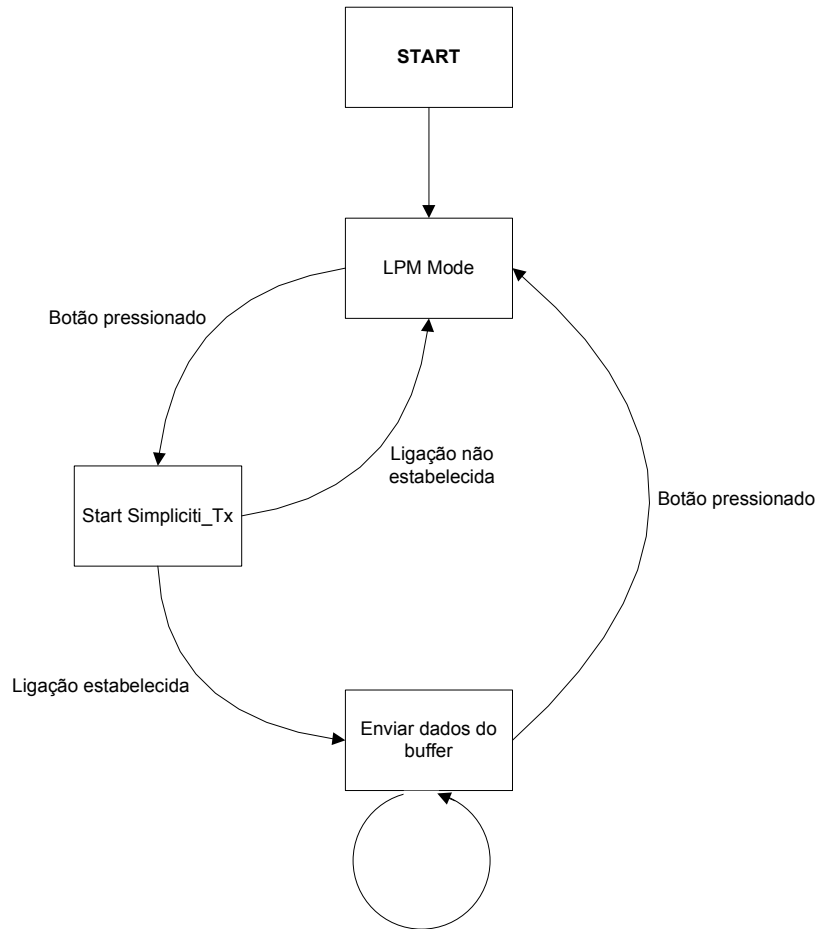 START
LPM Mode
Botão pressionado
Ligação não
estabelecida
Botão pressionado
Start Simpliciti_Tx
Ligação estabelecida
Enviar dados do
buffer